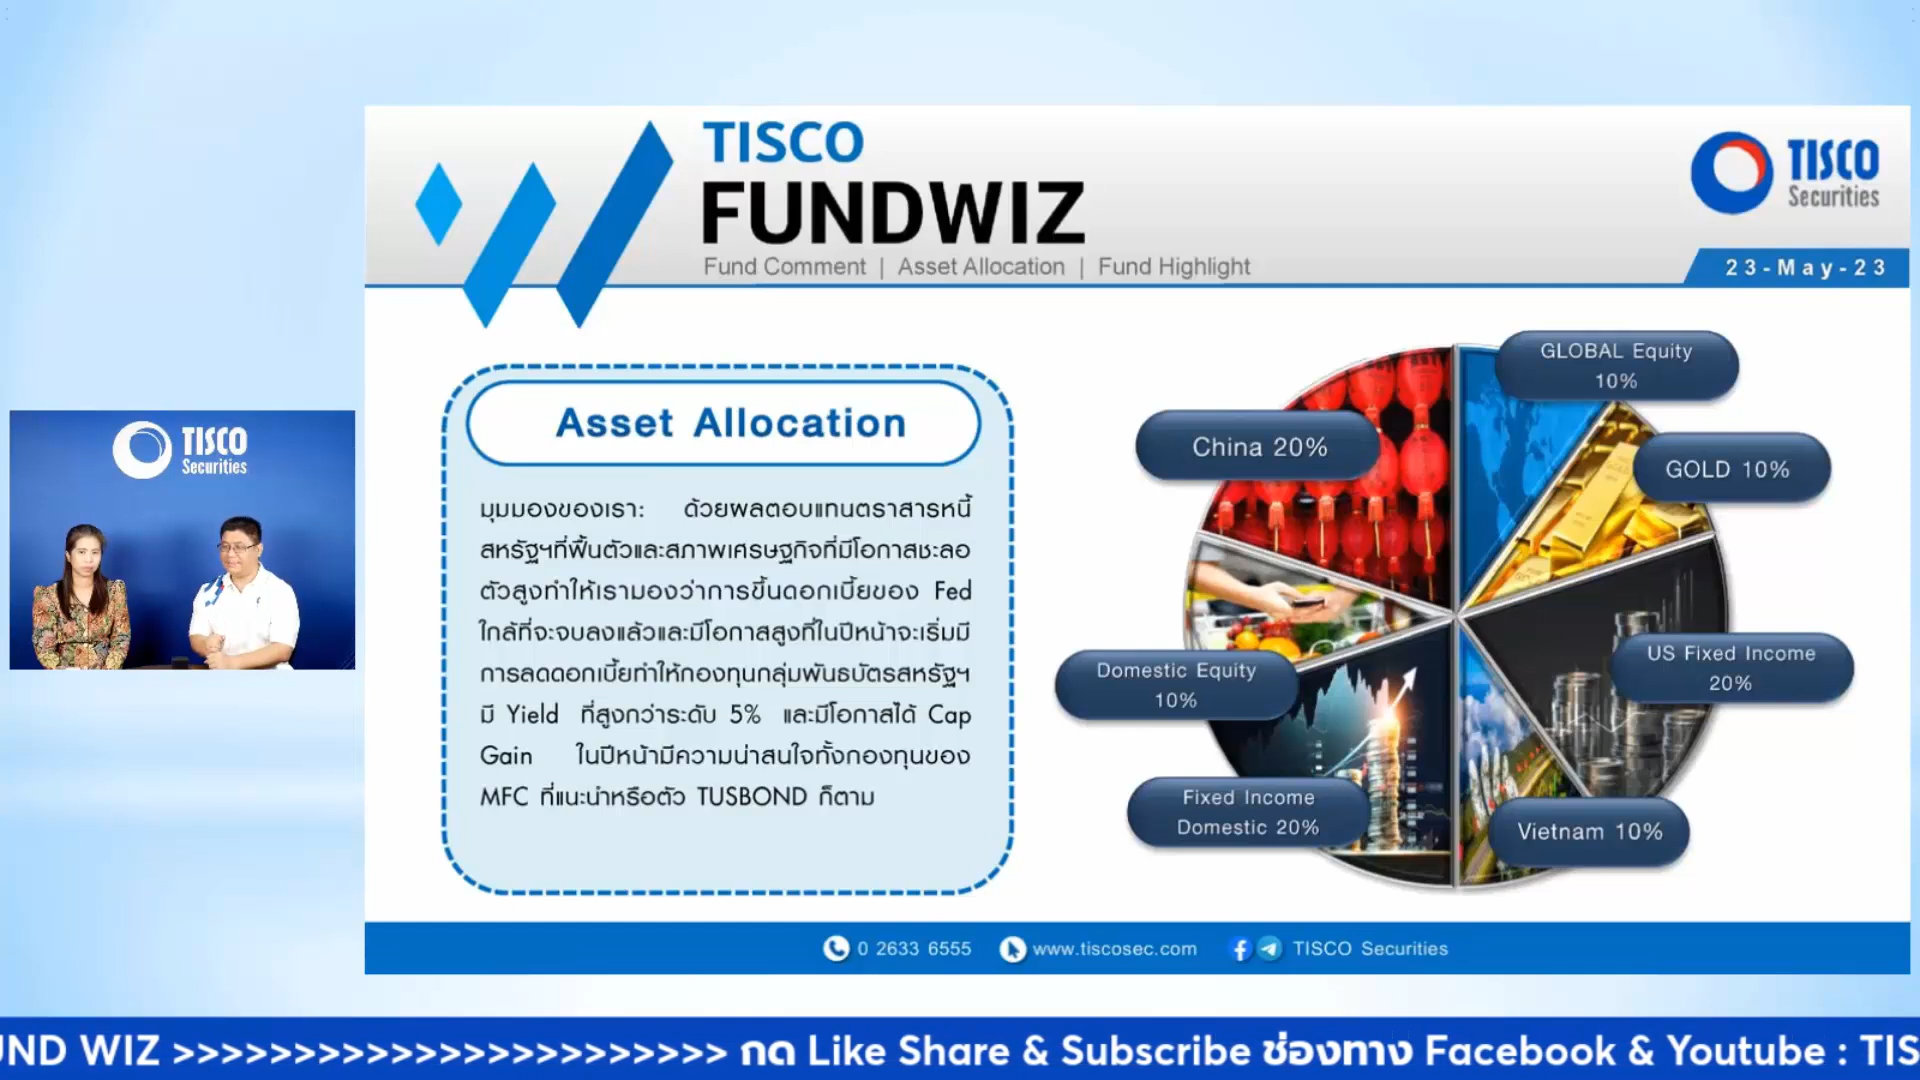 TISCO
FUNDWIZ
Fund Comment | Asset Allocation | Fund Highlight
TISCO
Securities
23-May-23
TISCO
Securities
Asset Allocation
มุมมองของเรา: ด้วยผลตอบแทนตราสารหนี้
สหรัฐฯที่ฟื้นตัวและสภาพเศรษฐกิจที่มีโอกาสชะลอ
ตัวสูงทำให้เรามองว่าการขึ้นดอกเบี้ยของ Fed
ใกล้ที่จะจบลงแล้วและมีโอกาสสูงที่ในปีหน้าจะเริ่มมี
การลดดอกเบี้ยทำให้กองทุนกลุ่มพันธบัตรสหรัฐฯ
มี Yield ที่สูงกว่าระดับ 5% และมีโอกาสได้ Cap
Gain ในปีหน้ามีความน่าสนใจทั้งกองทุนของ
MFC ที่แนะนำหรือตัว TUSBOND ก็ตาม
GLOBAL Equity
10%
China 20%
GOLD 10%
US Fixed Income
20%
Domestic Equity
10%
Fixed Income
Domestic 20%
Vietnam 10%
0 2633 6555 www.tiscosec.com TISCO Securities
UND WIZ >>>>>>>>>>>>>>>>>>>>>>> กด Like Share & Subscribe ช่องทาง Facebook & Youtube : TIS